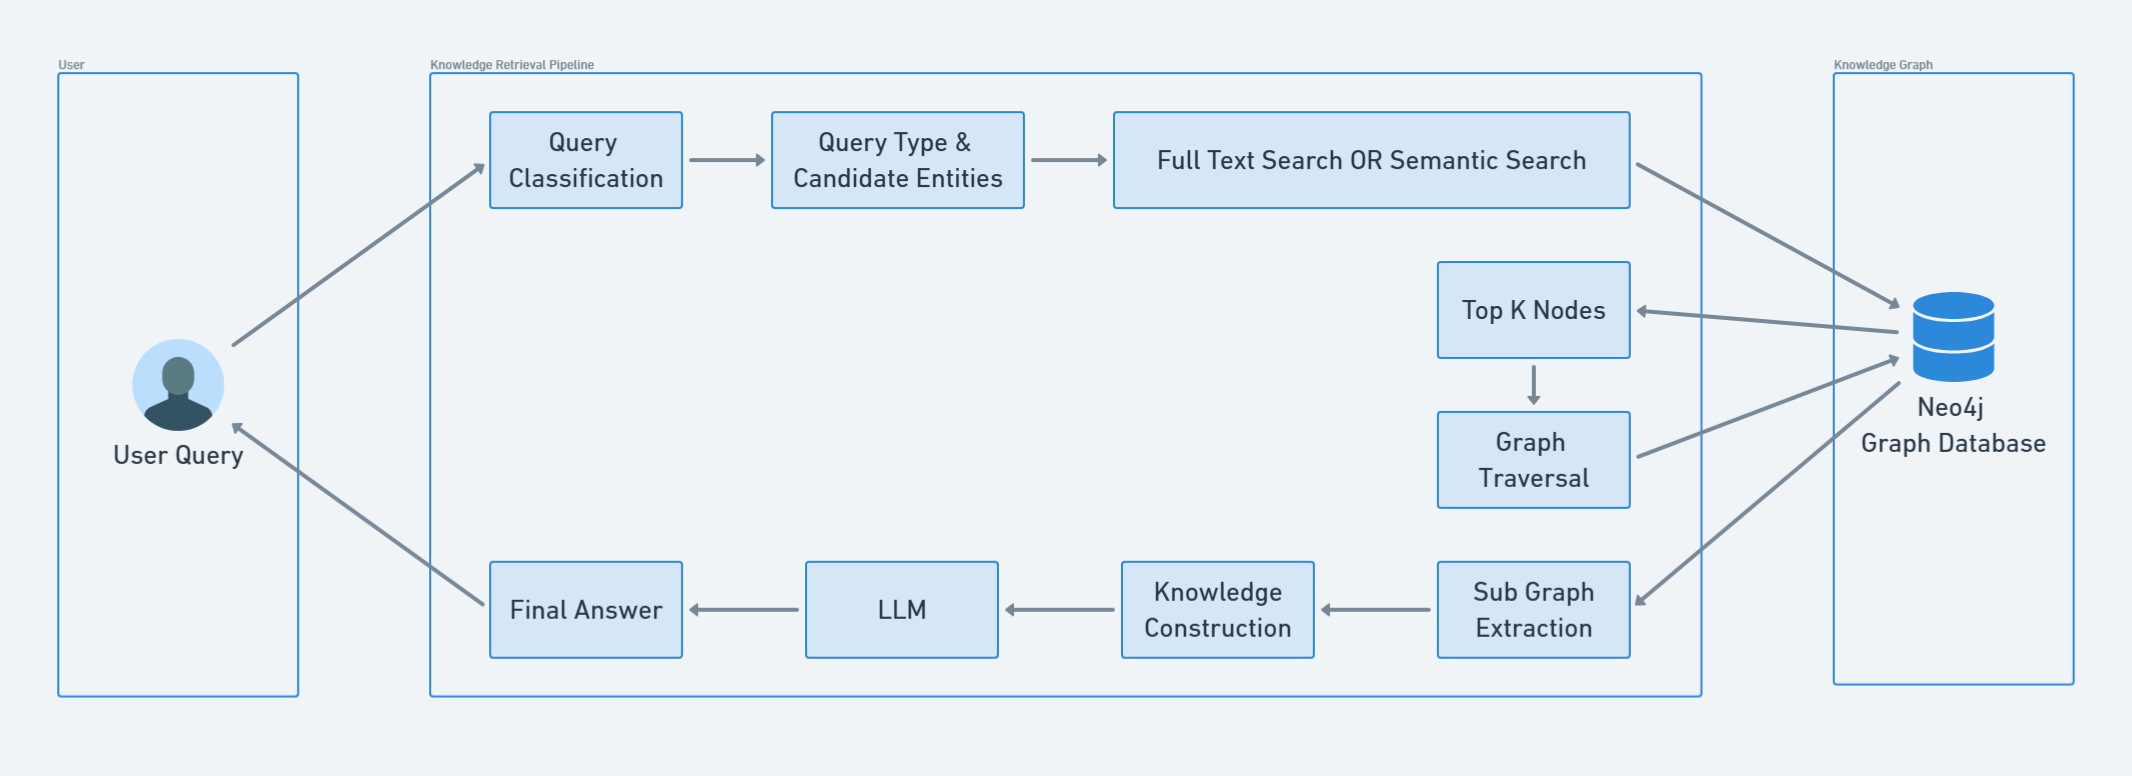 User
Knowledge Retrieval Pipeline
Knowledge Graph
Query
Classification
Query Type &
Candidate Entities
Full Text Search OR Semantic Search
Top K Nodes
Graph
Traversal
Neo4j
Graph Database
User Query
Final Answer
LLM
Knowledge
Construction
Sub Graph
Extraction